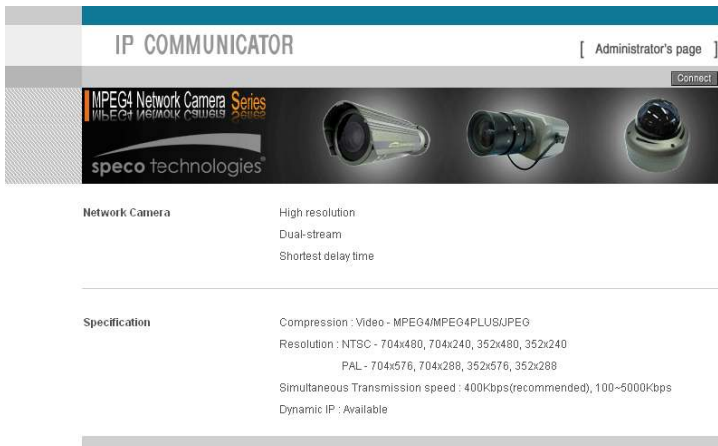 IP COMMUNICATOR
[ Administrator's page ]
Connect
MPEG4 Network Camera Series
speco technologies®
Network Camera
High resolution
Dual-stream
Shortest delay time
Specification
Compression : Video - MPEG4/MPEG4PLUS/JPEG
Resolution : NTSC - 704x480, 704x240, 352x480, 352x240
PAL - 704x576, 704x288, 352x576, 352x288
Simultaneous Transmission speed : 400Kbps(recommended), 100~5000Kbps
Dynamic IP : Available